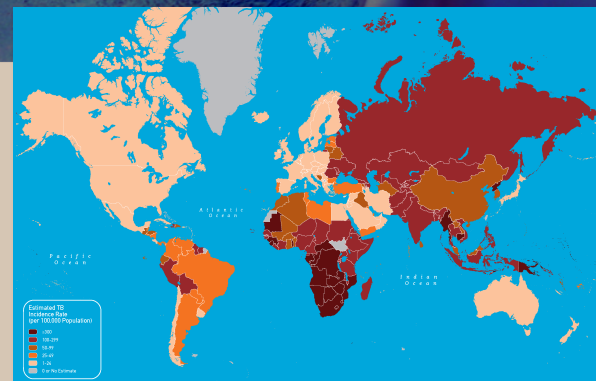 Atlantic
Ocean
Pacific
Ocean
Indian
Ocean
Estimated TB
Incidence Rate
(per 100,000 Population)
>300
100-299
50-99
25-49
1-24
0 or No Estimate